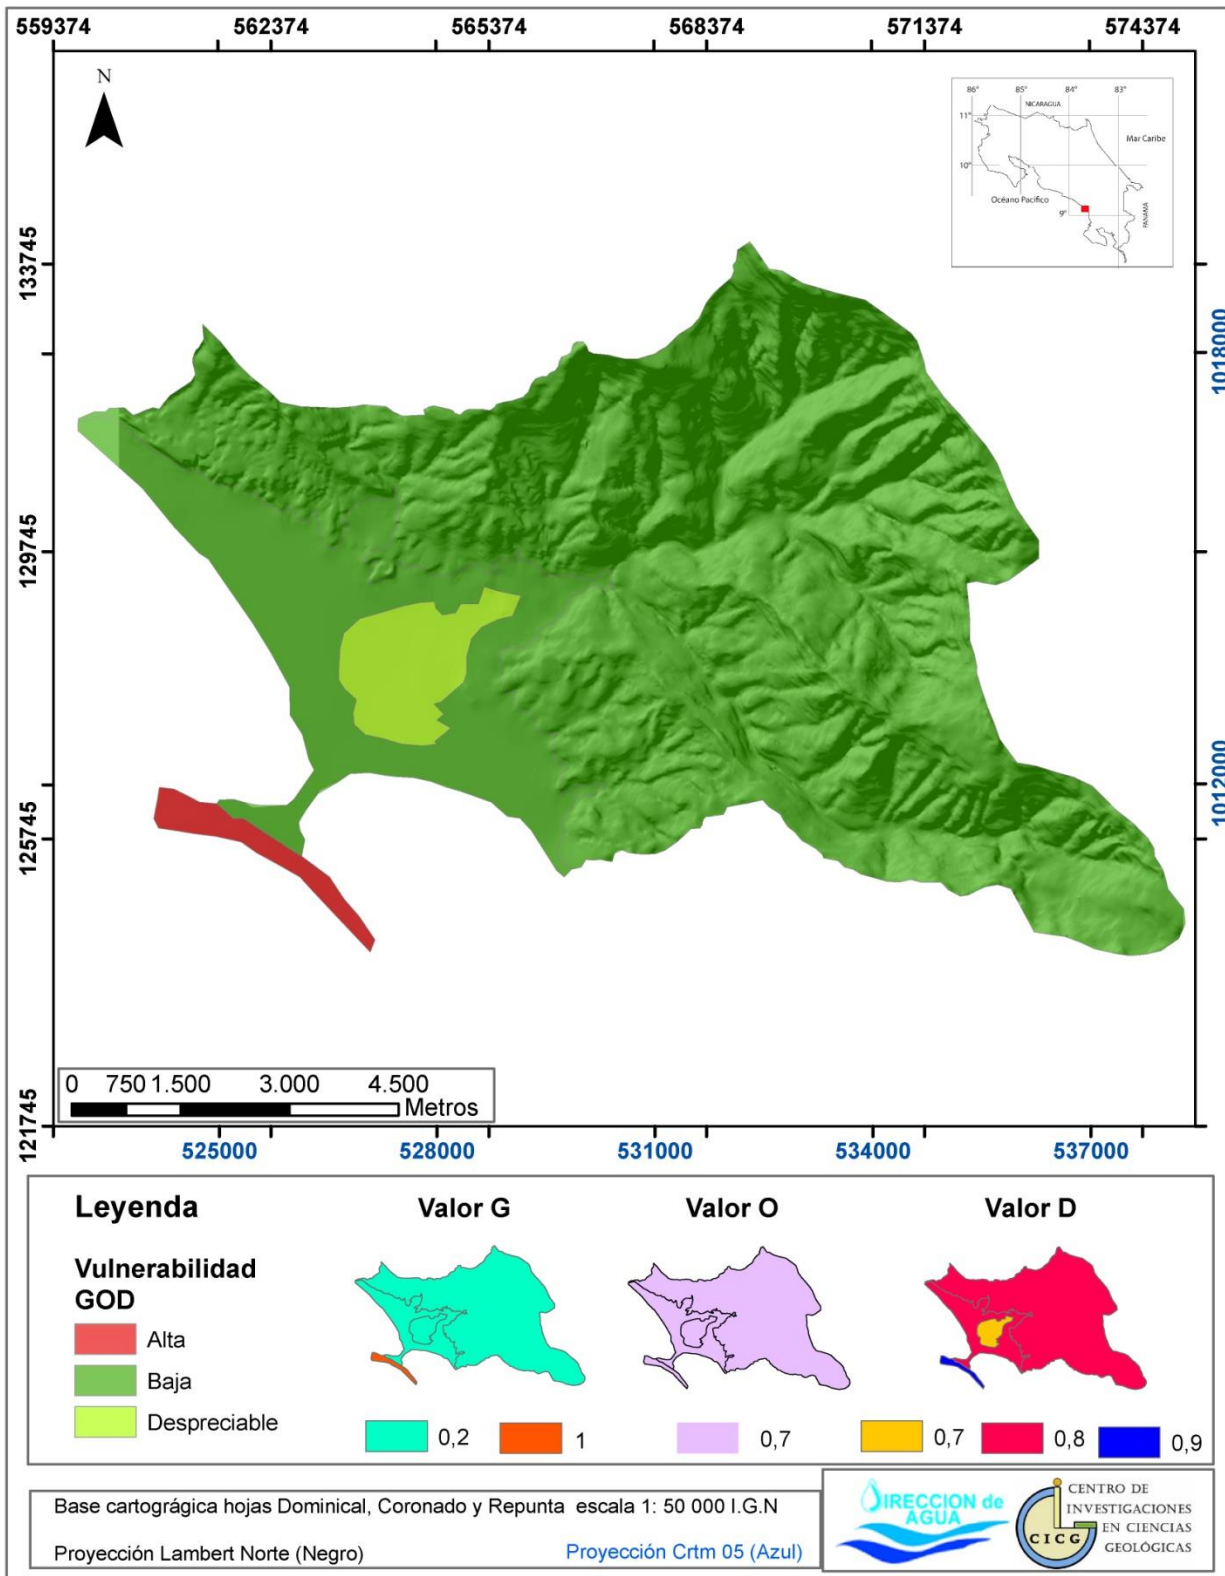 559374 562374 565374 568374 571374 574374
N
86° 85° 84° 83°
NICARAGUA
11°
Mar Caribe
10°
Océano Pacífico
9°
PANAMA
133745
129745
125745
121745
1018000
1012000
0 750 1.500 3.000 4.500
Metros
525000 528000 531000 534000 537000
Leyenda
Vulnerabilidad
GOD
Alta
Baja
Despreciable
Valor G
0,2 1
Valor O
0,7
Valor D
0,7 0,8 0,9
Base cartográgica hojas Dominical, Coronado y Repunta escala 1: 50 000 I.G.N
Proyección Lambert Norte (Negro) Proyección Crtm 05 (Azul)
DIRECCION de
AGUA
CICG
CENTRO DE
INVESTIGACIONES
EN CIENCIAS
GEOLÓGICAS